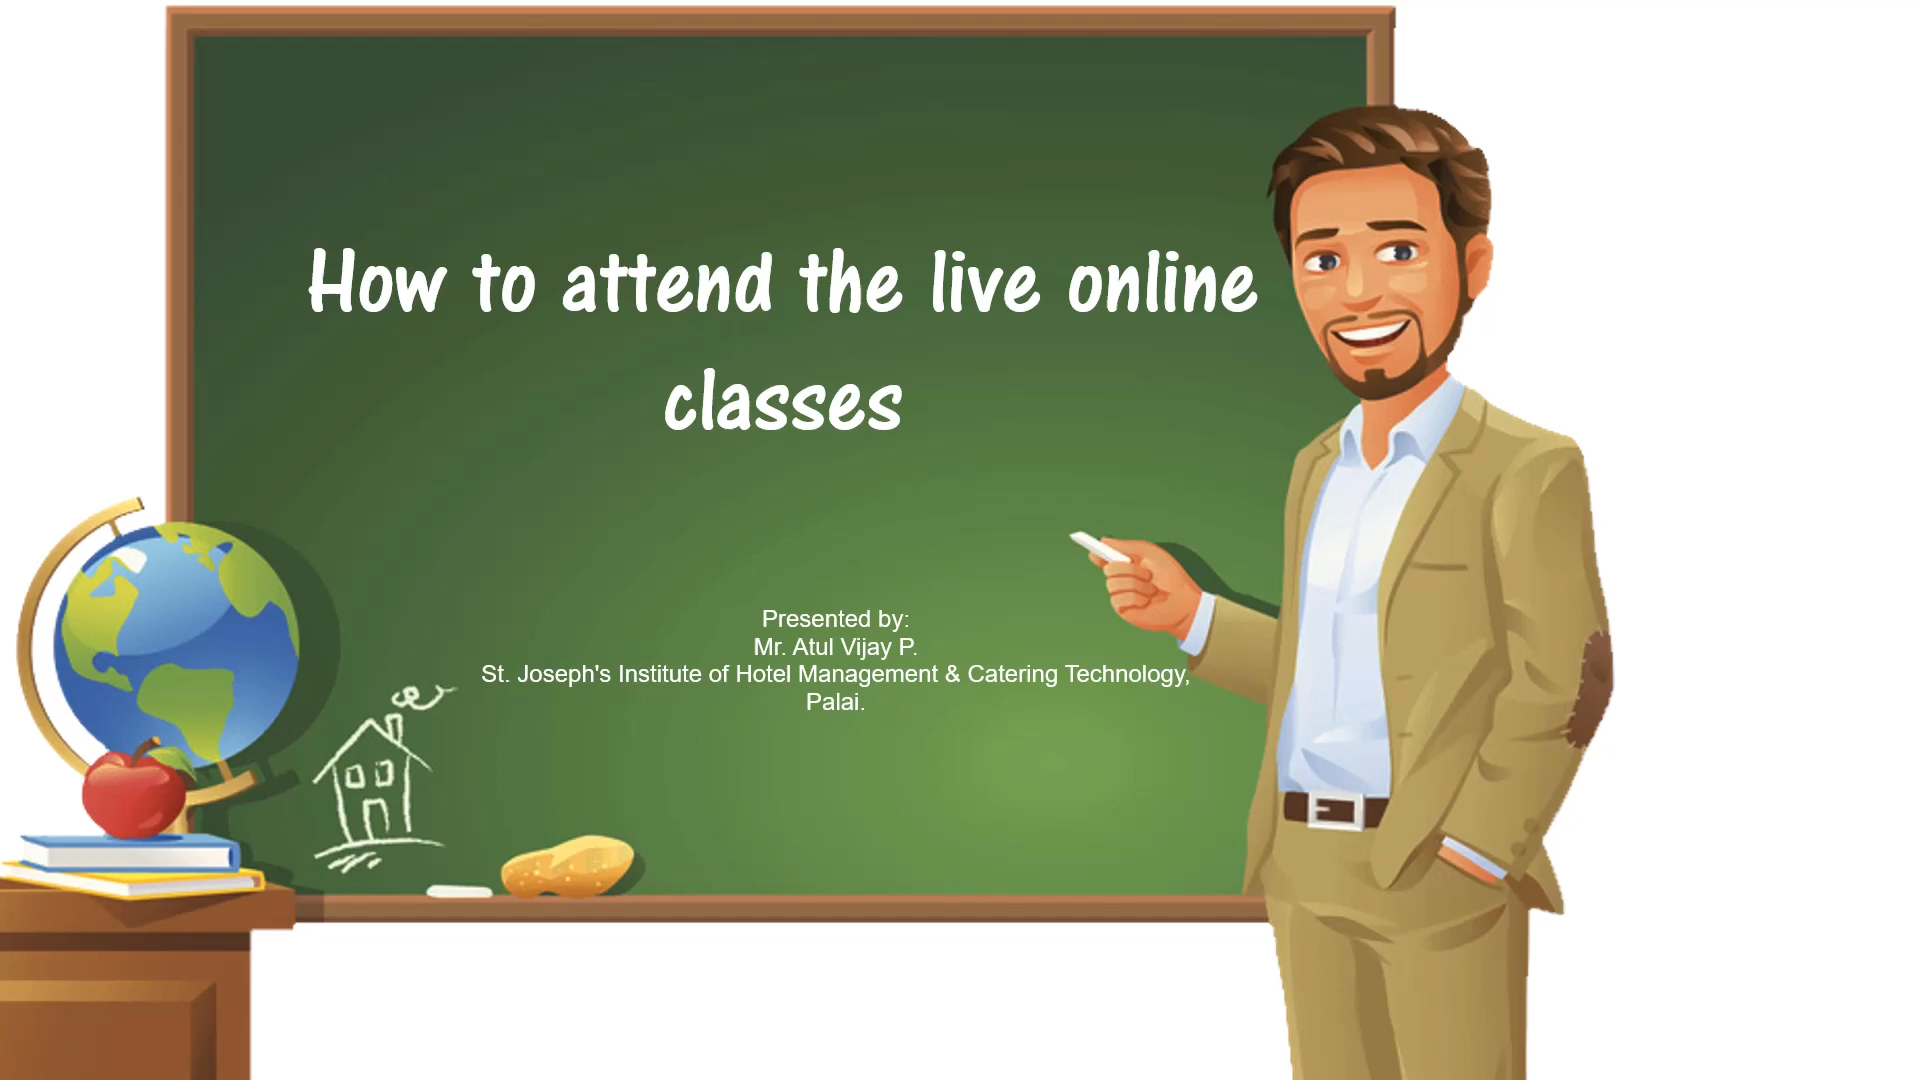 How to attend the live online
classes
Presented by:
Mr. Atul Vijay P.
St. Joseph's Institute of Hotel Management & Catering Technology,
Palai.